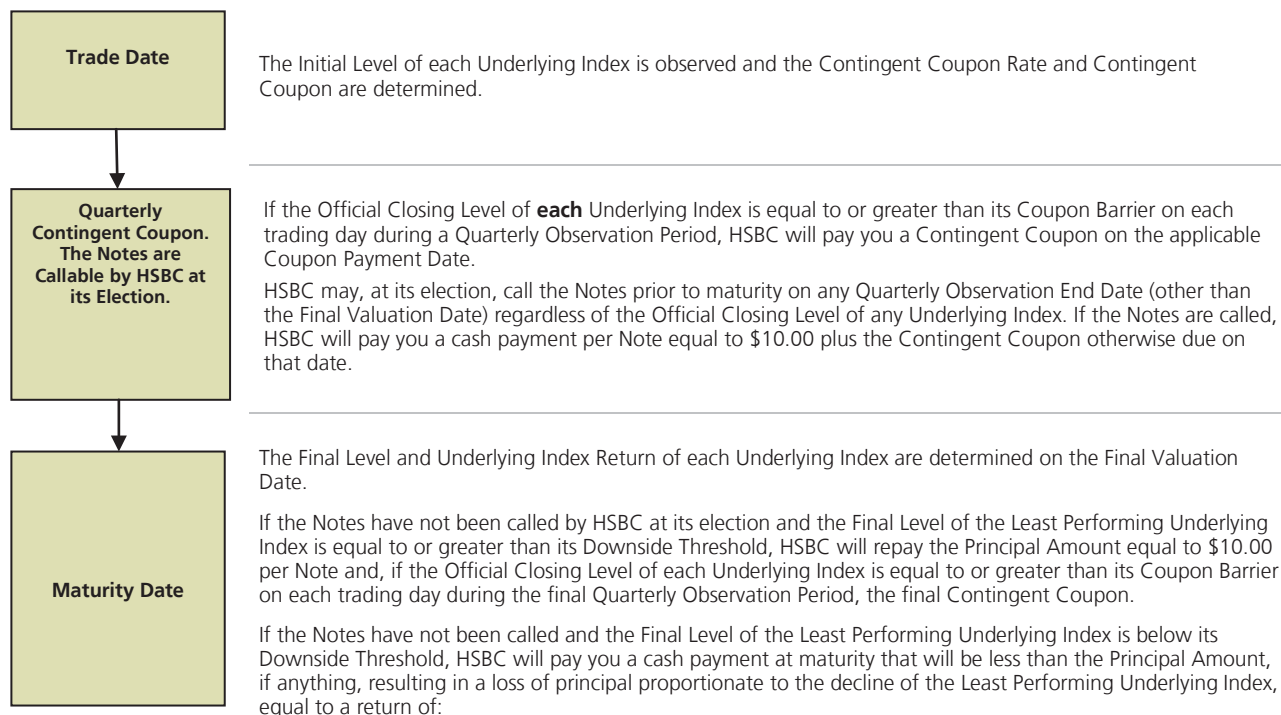 Trade Date
The Initial Level of each Underlying Index is observed and the Contingent Coupon Rate and Contingent
Coupon are determined.
Quarterly
Contingent Coupon.
The Notes are
Callable by HSBC at
its Election.
If the Official Closing Level of each Underlying Index is equal to or greater than its Coupon Barrier on each
trading day during a Quarterly Observation Period, HSBC will pay you a Contingent Coupon on the applicable
Coupon Payment Date.
HSBC may, at its election, call the Notes prior to maturity on any Quarterly Observation End Date (other than
the Final Valuation Date) regardless of the Official Closing Level of any Underlying Index. If the Notes are called,
HSBC will pay you a cash payment per Note equal to $10.00 plus the Contingent Coupon otherwise due on
that date.
Maturity Date
The Final Level and Underlying Index Return of each Underlying Index are determined on the Final Valuation
Date.
If the Notes have not been called by HSBC at its election and the Final Level of the Least Performing Underlying
Index is equal to or greater than its Downside Threshold, HSBC will repay the Principal Amount equal to $10.00
per Note and, if the Official Closing Level of each Underlying Index is equal to or greater than its Coupon Barrier
on each trading day during the final Quarterly Observation Period, the final Contingent Coupon.
If the Notes have not been called and the Final Level of the Least Performing Underlying Index is below its
Downside Threshold, HSBC will pay you a cash payment at maturity that will be less than the Principal Amount,
if anything, resulting in a loss of principal proportionate to the decline of the Least Performing Underlying Index,
equal to a return of: